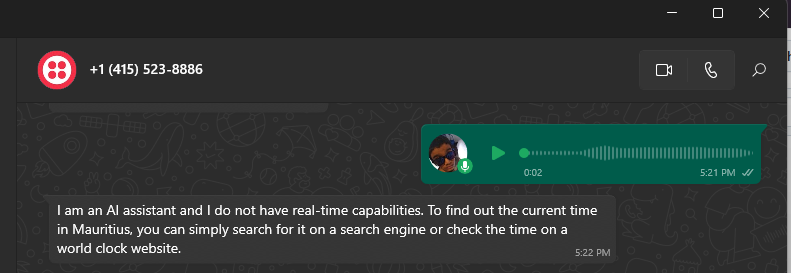 +1 (415) 523-8886
0:02
5:21 PM
I am an AI assistant and I do not have real-time capabilities. To find out the current time
in Mauritius, you can simply search for it on a search engine or check the time on a
world clock website.
5:22 PM